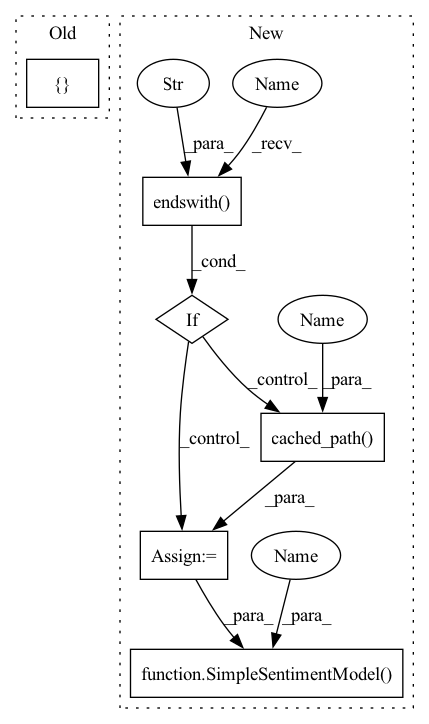 Old
New
{}
Str
Name
_para_
_recv_
endswith()
_cond_
If
Name
_control_
_para_
_control_
cached_path()
_para_
Assign:=
Name
_para_
_para_
function.SimpleSentimentModel()